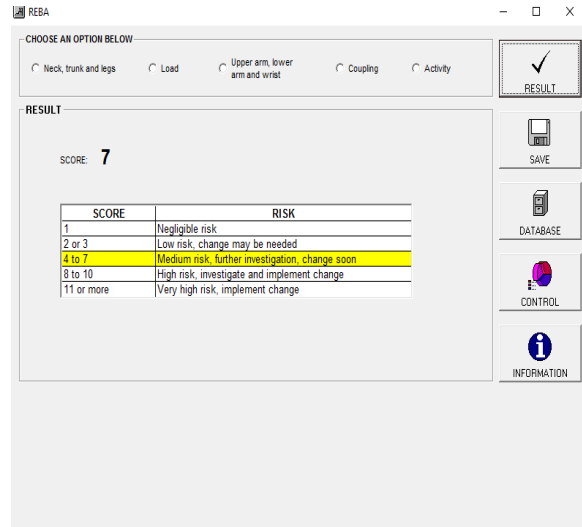 REBA
CHOOSE AN OPTION BELOW
Neck, trunk and legs
Load
Upper arm, lower
arm and wrist
Coupling
Activity
RESULT
RESULT
SCORE: 7
SCORE RISK
1 Negligible risk
2 or 3 Low risk, change may be needed
4 to 7 Medium risk, further investigation, change soon
8 to 10 High risk, investigate and implement change
11 or more Very high risk, implement change
SAVE
DATABASE
CONTROL
INFORMATION